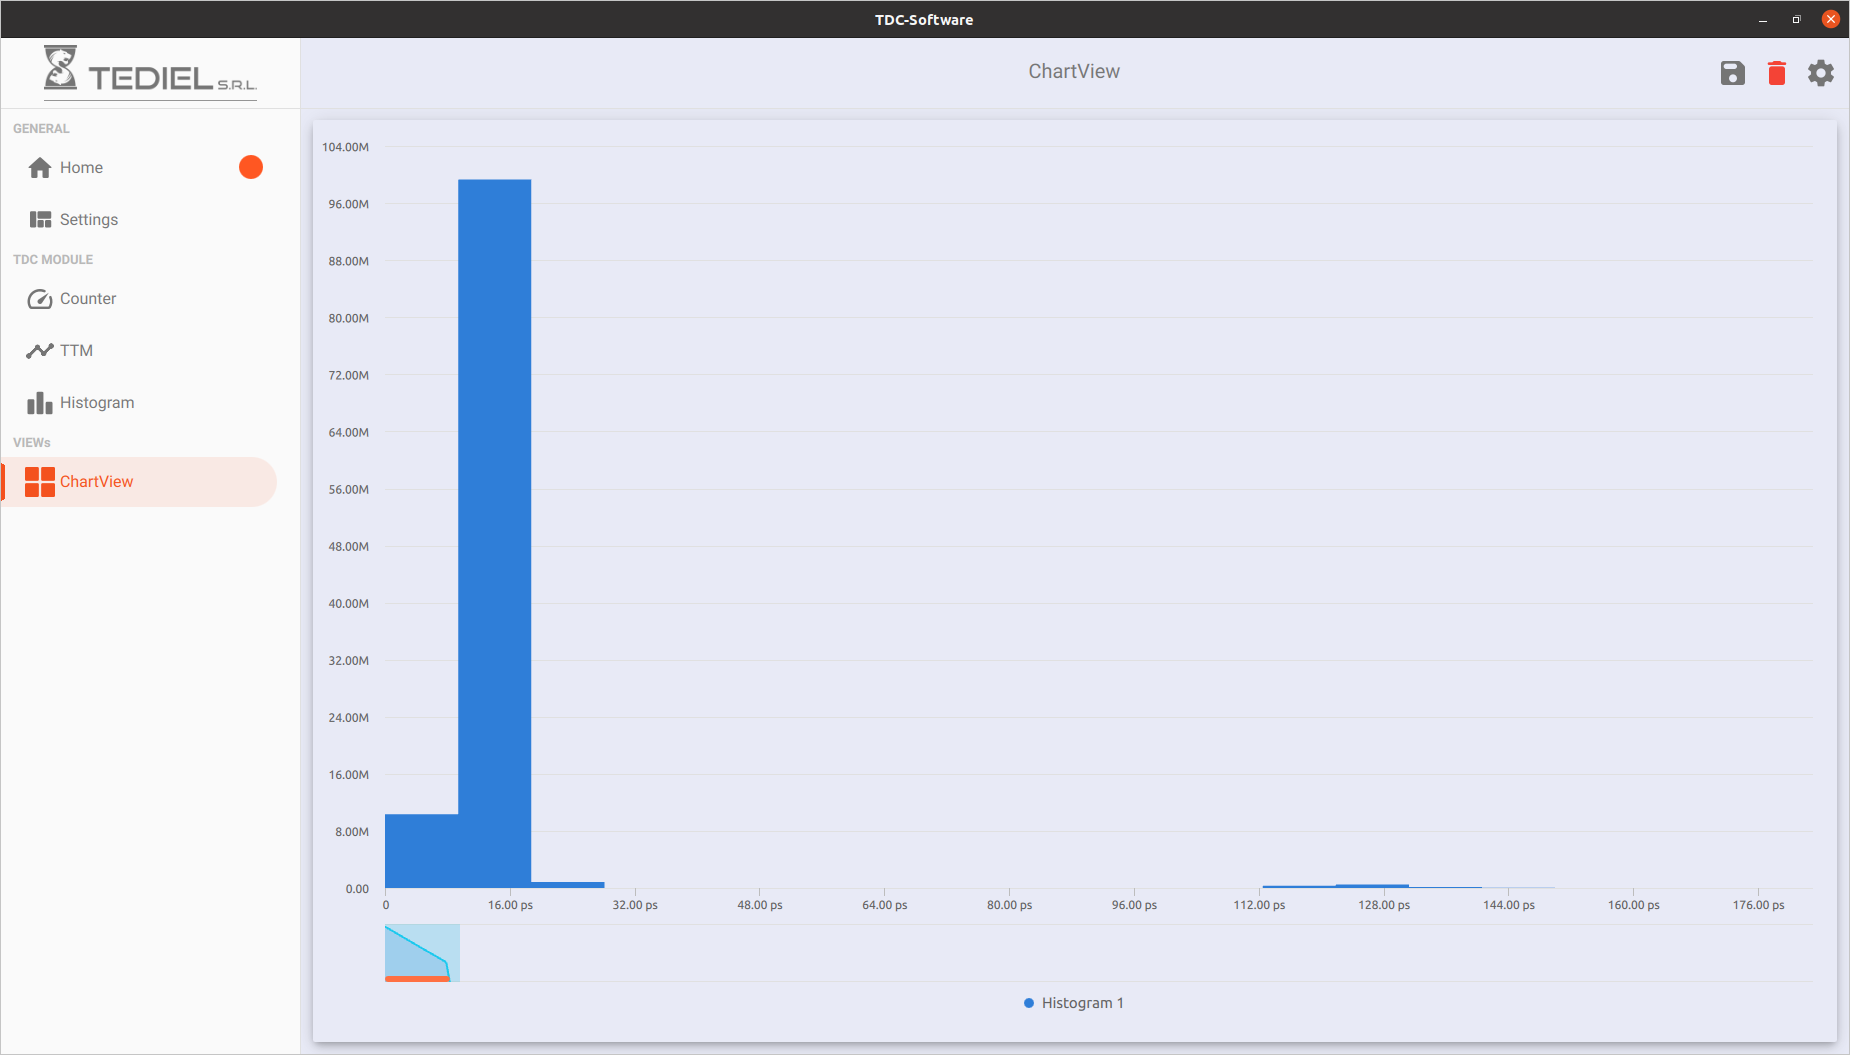 TDC-Software
TEDIEL S.R.L.
ChartView
GENERAL
Home
Settings
TDC MODULE
Counter
TTM
Histogram
VIEWs
ChartView
104.00M
96.00M
88.00M
80.00M
72.00M
64.00M
56.00M
48.00M
40.00M
32.00M
24.00M
16.00M
8.00M
0.00
0 16.00 ps 32.00 ps 48.00 ps 64.00 ps 80.00 ps 96.00 ps 112.00 ps 128.00 ps 144.00 ps 160.00 ps 176.00 ps
Histogram 1